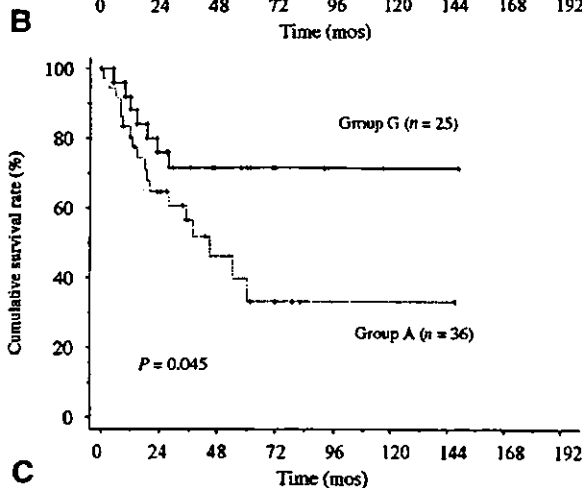 0 24 48 72 96 120 144 168 192
B
Time (mos)
100
80
60
40
20
0
Cumulative survival rate (%)
Group G (n = 25)
Group A (n = 36)
P = 0.045
0 24 48 72 96 120 144 168 192
C
Time (mos)